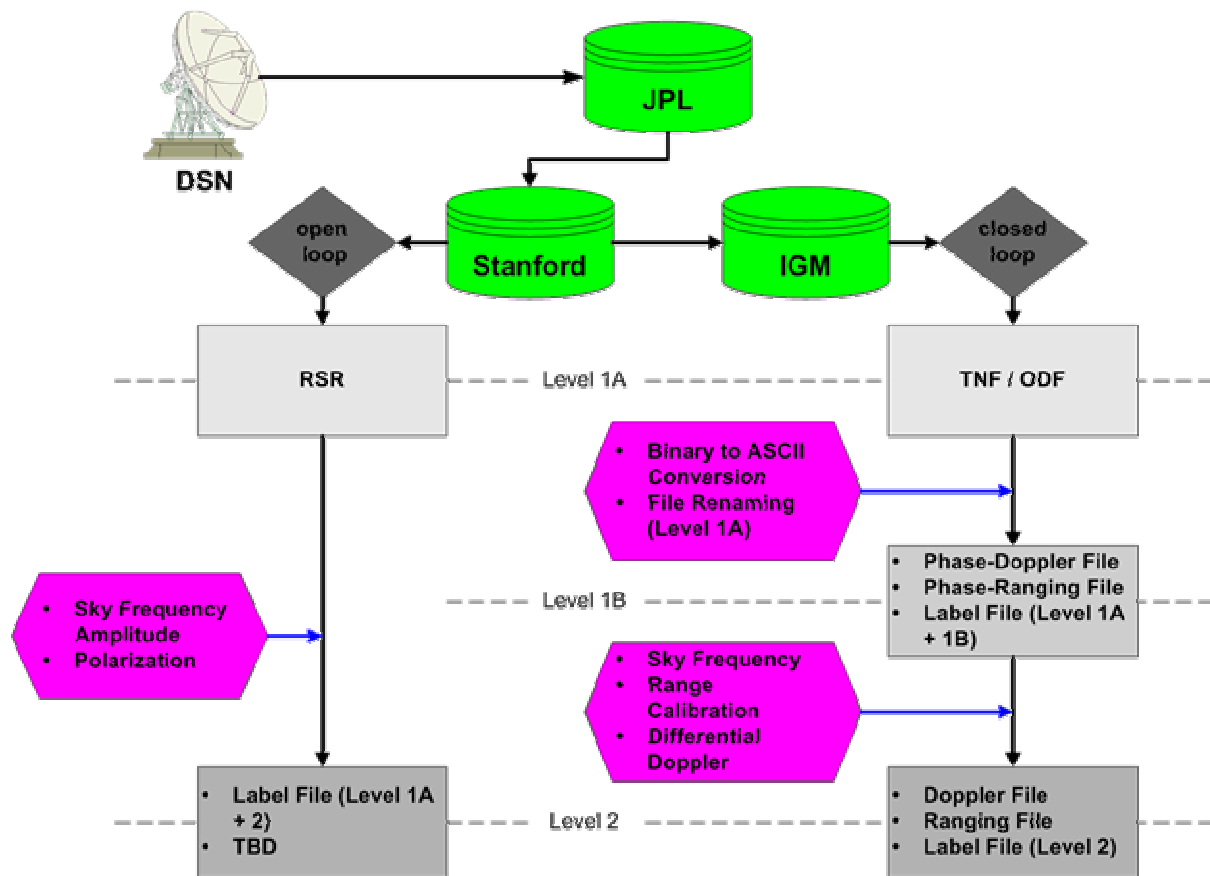 JPL
DSN
open
loop
Stanford
IGM
closed
loop
RSR
Level 1A
TNF / ODF
• Binary to ASCII
Conversion
• File Renaming
(Level 1A)
• Phase-Doppler File
• Phase-Ranging File
• Label File (Level 1A
+ 1B)
Level 1B
• Sky Frequency
Amplitude
• Polarization
• Sky Frequency
• Range
Calibration
• Differential
Doppler
• Label File (Level 1A
+ 2)
• TBD
Level 2
• Doppler File
• Ranging File
• Label File (Level 2)